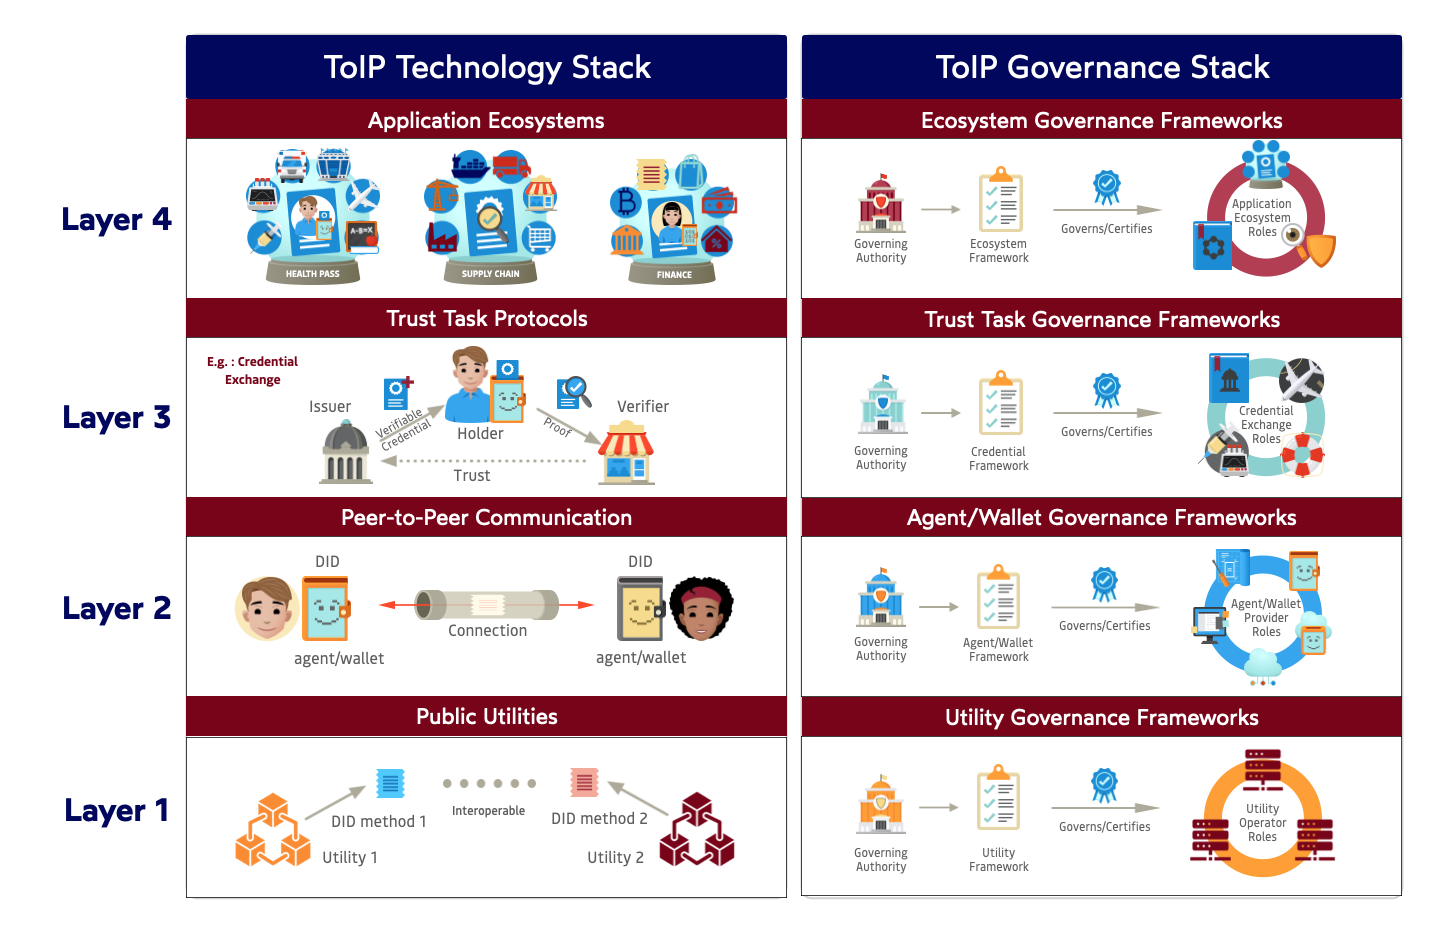 ToIP Technology Stack
ToIP Governance Stack
Application Ecosystems
Ecosystem Governance Frameworks
Layer 4
A-B=X
HEALTH PASS
SUPPLY CHAIN
FINANCE
Governing
Authority
Ecosystem
Framework
Governs/Certifies
Application
Ecosystem
Roles
Trust Task Protocols
Trust Task Governance Frameworks
Layer 3
E.g. : Credential
Exchange
Issuer
Verifiable
Credential
Holder
Proof
Verifier
Trust
Governing
Authority
Credential
Framework
Governs/Certifies
Credential
Exchange
Roles
Peer-to-Peer Communication
Agent/Wallet Governance Frameworks
Layer 2
DID
agent/wallet
Connection
DID
agent/wallet
Governing
Authority
Agent/Wallet
Framework
Governs/Certifies
Agent/Wallet
Provider
Roles
Public Utilities
Utility Governance Frameworks
Layer 1
DID method 1
Utility 1
Interoperable
DID method 2
Utility 2
Governing
Authority
Utility
Framework
Governs/Certifies
Utility
Operator
Roles